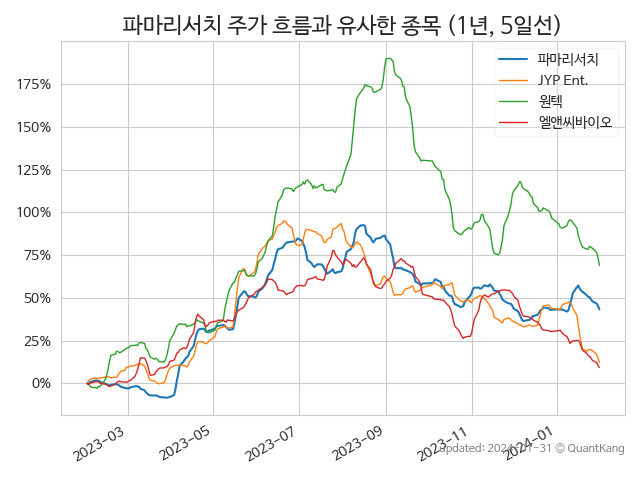 파마리서치 주가 흐름과 유사한 종목 (1년, 5일선)
파마리서치
JYP Ent.
원텍
엘앤씨바이오
175%
150%
125%
100%
75%
50%
25%
0%
2023-03
2023-05
2023-07
2023-09
2023-11
2024-01
updated: 2024-01-31 © QuantKang